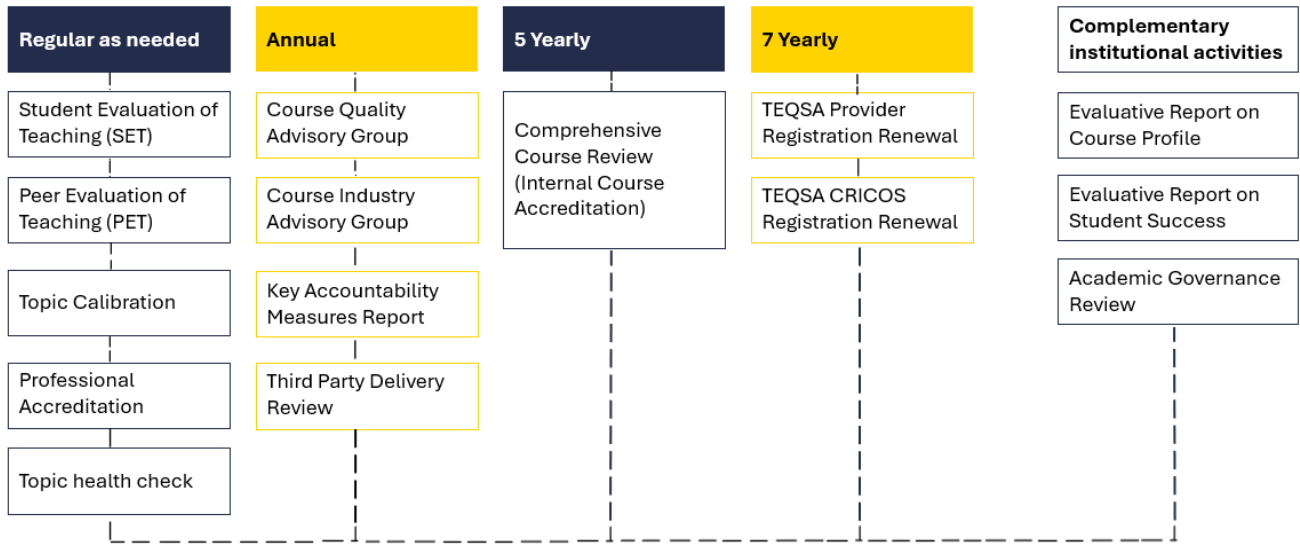 Regular as needed
Student Evaluation of
Teaching (SET)
Peer Evaluation of
Teaching (PET)
Topic Calibration
Professional
Accreditation
Topic health check
Annual
Course Quality
Advisory Group
Course Industry
Advisory Group
Key Accountability
Measures Report
Third Party Delivery
Review
5 Yearly
Comprehensive
Course Review
(Internal Course
Accreditation)
7 Yearly
TEQSA Provider
Registration Renewal
TEQSA CRICOS
Registration Renewal
Complementary
institutional activities
Evaluative Report on
Course Profile
Evaluative Report on
Student Success
Academic Governance
Review